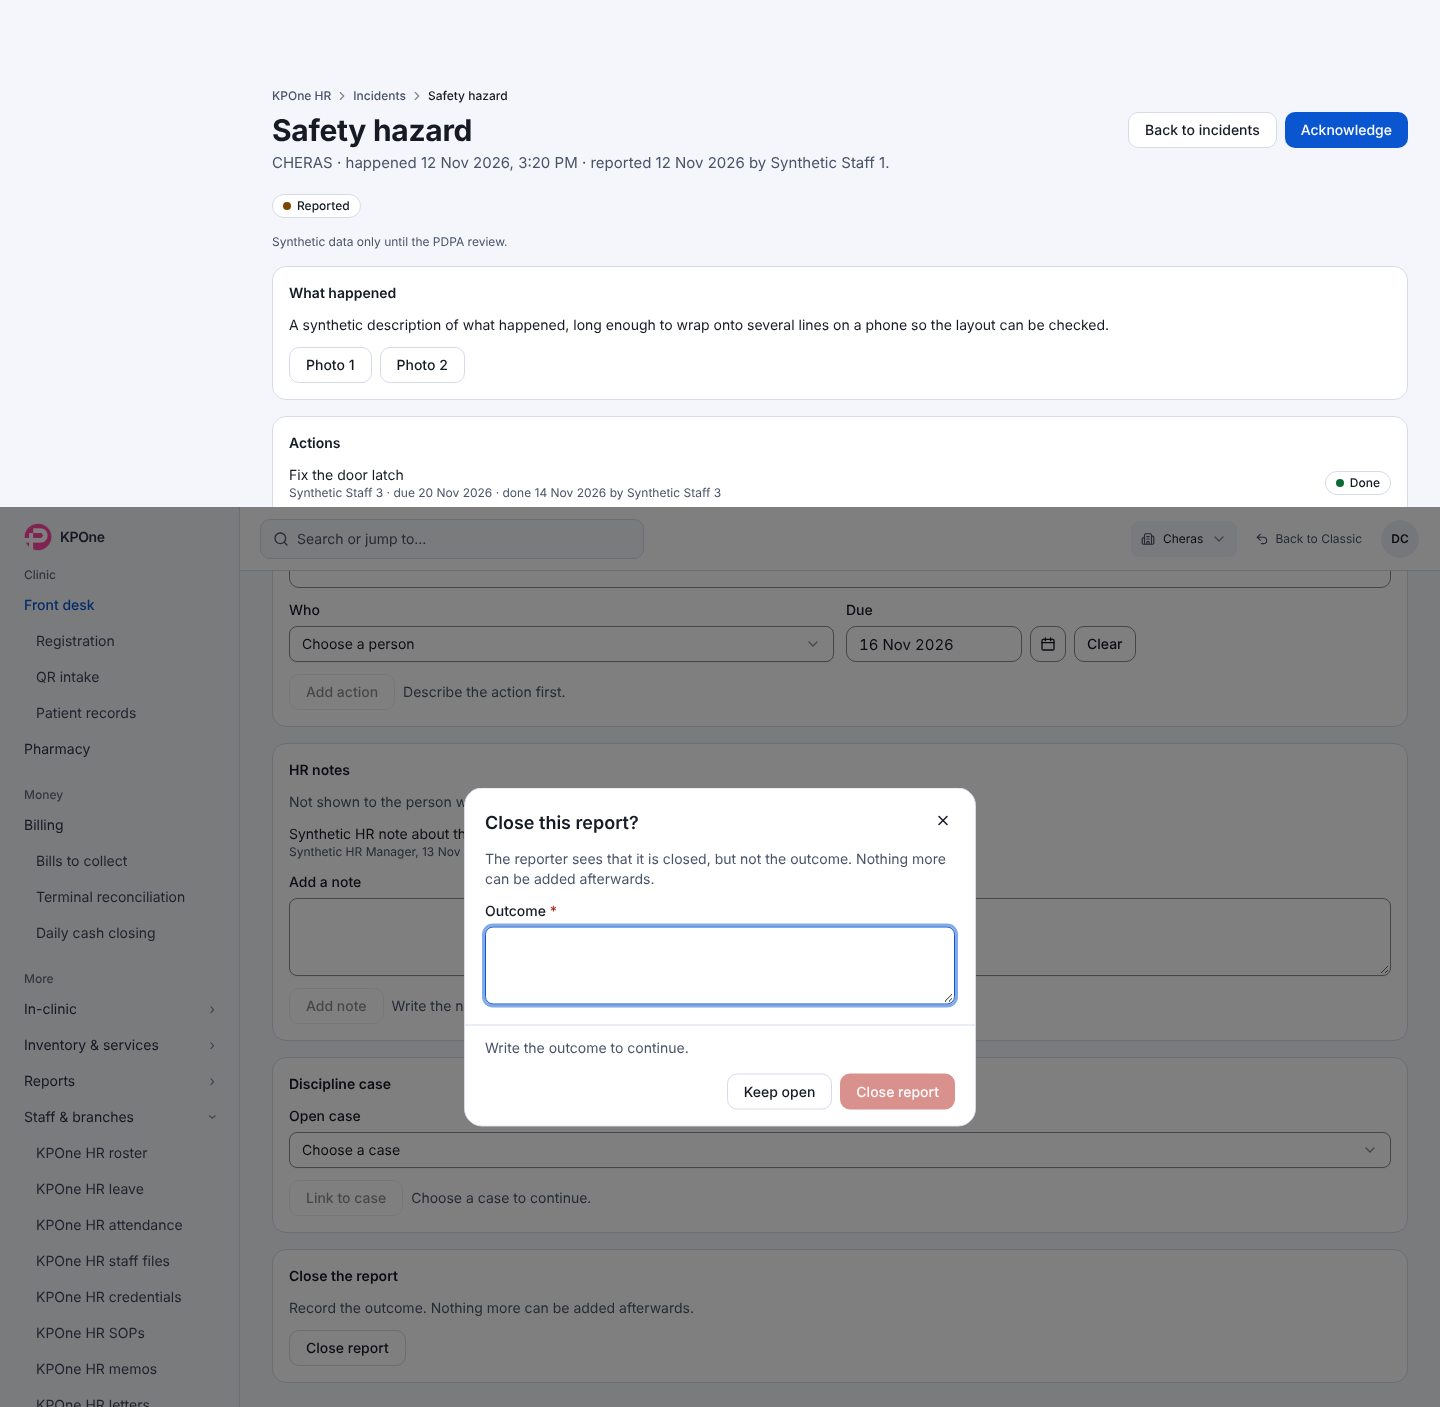 KPOne HR > Incidents > Safety hazard
Safety hazard
Back to incidents
Acknowledge
CHERAS · happened 12 Nov 2026, 3:20 PM · reported 12 Nov 2026 by Synthetic Staff 1.
Reported
Synthetic data only until the PDPA review.
What happened
A synthetic description of what happened, long enough to wrap onto several lines on a phone so the layout can be checked.
Photo 1
Photo 2
Actions
Fix the door latch
Synthetic Staff 3 · due 20 Nov 2026 · done 14 Nov 2026 by Synthetic Staff 3
Done
KPOne
Search or jump to...
Cheras
Back to Classic
DC
Clinic
Front desk
Registration
QR intake
Patient records
Pharmacy
Money
Billing
Bills to collect
Terminal reconciliation
Daily cash closing
More
In-clinic
Inventory & services
Reports
Staff & branches
KPOne HR roster
KPOne HR leave
KPOne HR attendance
KPOne HR staff files
KPOne HR credentials
KPOne HR SOPs
KPOne HR memos
KPOne HR letters
Who
Due
Choose a person
16 Nov 2026
Clear
Add action
Describe the action first.
HR notes
Not shown to the person
Synthetic HR note about
Synthetic HR Manager, 13 Nov
Add a note
Add note
Write the
Close this report?
The reporter sees that it is closed, but not the outcome. Nothing more
can be added afterwards.
Outcome *
Write the outcome to continue.
Keep open
Close report
Discipline case
Open case
Choose a case
Link to case
Choose a case to continue.
Close the report
Record the outcome. Nothing more can be added afterwards.
Close report